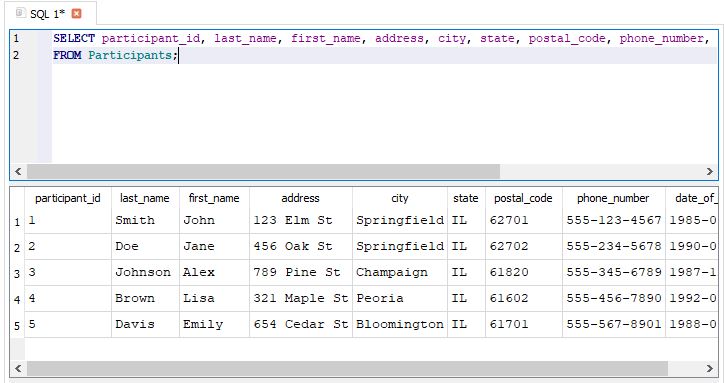 SQL 1*
1 SELECT participant_id, last_name, first_name, address, city, state, postal_code, phone_number,
2 FROM Participants;
participant_id last_name first_name address city state postal_code phone_number date_of_
1 1 Smith John 123 Elm St Springfield IL 62701 555-123-4567 1985-0
2 2 Doe Jane 456 Oak St Springfield IL 62702 555-234-5678 1990-0
3 3 Johnson Alex 789 Pine St Champaign IL 61820 555-345-6789 1987-1
4 4 Brown Lisa 321 Maple St Peoria IL 61602 555-456-7890 1992-0
5 5 Davis Emily 654 Cedar St Bloomington IL 61701 555-567-8901 1988-0